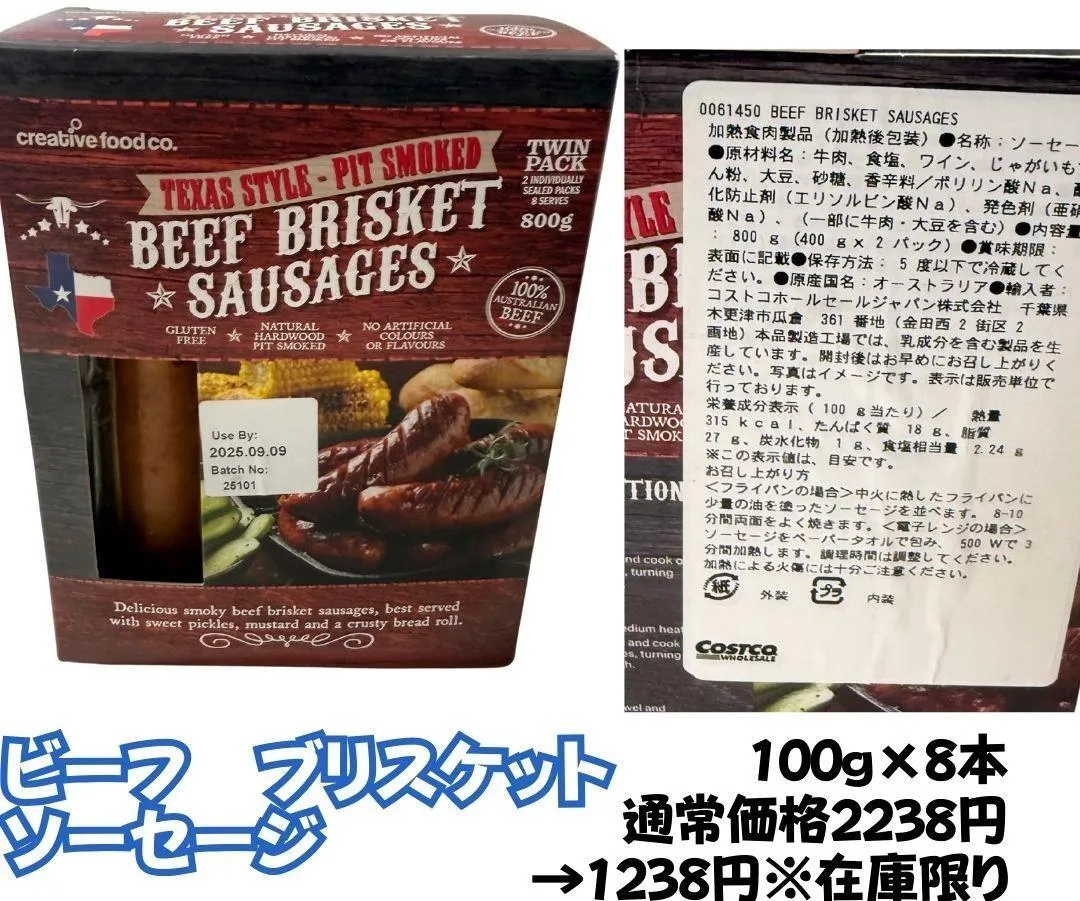 BEEF BRISKET
SAUSAGES
creativefoodco.
TEXAS STYLE - PIT SMOKED
BEEF BRISKET
SAUSAGES
TWIN
PACK
2 INDIVIDUALLY
SEALED PACKS
8 SERVES
800g
100%
AUSTRALIAN
BEEF
GLUTEN
FREE
NATURAL
HARDWOOD
PIT SMOKED
NO ARTIFICIAL
COLOURS
OR FLAVOURS
Use By:
2025.09.09
Batch No:
25101
Delicious smoky beef brisket sausages, best served
with sweet pickles, mustard and a crusty bread roll.
0061450 BEEF BRISKET SAUSAGES
加熱食肉製品（加熱後包装）●名称：ソーセー
●原材料名：牛肉、食塩、ワイン、じゃがいも
ん粉、大豆、砂糖、香辛料／ポリリン酸Ｎａ、
化防止剤（エリソルビン酸Ｎａ）、発色剤（亜
酸Ｎａ）、（一部に牛肉・大豆を含む）●内容量
：800ｇ（400ｇ×２パック）●賞味期限：
表面に記載●保存方法：５度以下で冷蔵してく
ださい。●原産国名：オーストラリア●輸入者：
コストコホールセールジャパン株式会社　千葉県
木更津市瓜倉　361番地（金田西２街区２
画地）本品製造工場では、乳成分を含む製品を生
産しています。開封後はお早めにお召し上がりく
ださい。写真はイメージです。表示は販売単位で
行っております。
栄養成分表示（100ｇ当たり）／　熱量
315ｋｃａｌ、たんぱく質　18ｇ、脂質
27ｇ、炭水化物　１ｇ、食塩相当量　2.24ｇ
※この表示値は、目安です。
お召し上がり方
＜フライパンの場合＞中火に熱したフライパンに
少量の油を塗ったソーセージを並べます。8-10
分間両面をよく焼きます。＜電子レンジの場合＞
ソーセージをペーパータオルで包み、500Ｗで３
分間加熱します。調理時間は調整してください。
加熱による火傷には十分ご注意ください。
紙　外装　プラ　内装
COSTCO
WHOLESALE
YLE
TION
nd cook o
, turning
edium heat
and cook
es, turning
wel and
ビーフ　ブリスケット
ソーセージ
100g×8本
通常価格2238円
→1238円※在庫限り